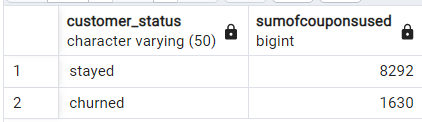 customer_status
character varying (50)
sumofcouponsused
bigint
1 stayed 8292
2 churned 1630